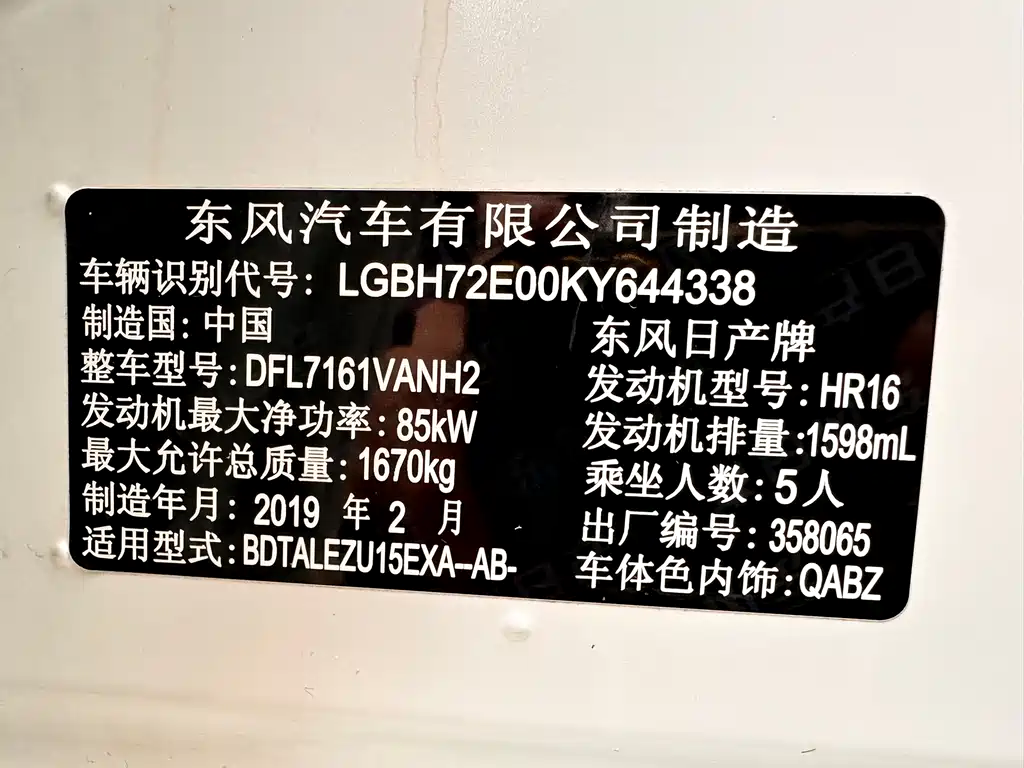 东风汽车有限公司制造
车辆识别代号：LGBH72E00KY644338
制造国：中国
东风日产牌
整车型号：DFL7161VANH2
发动机型号：HR16
发动机最大净功率：85kW
发动机排量：1598mL
最大允许总质量：1670kg
乘坐人数：5人
制造年月：2019 年 2 月
出厂编号：358065
适用型式：BDTALEZU15EXA--AB-
车体色内饰：QABZ